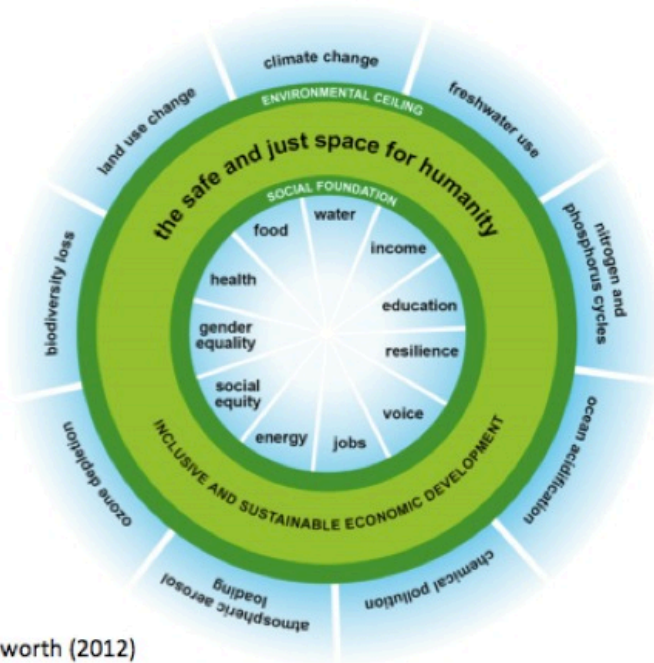 climate change
freshwater use
nitrogen and
phosphorus cycles
ocean acidification
chemical pollution
atmospheric aerosol
loading
ozone depletion
biodiversity loss
land use change
ENVIRONMENTAL CEILING
the safe and just space for humanity
SOCIAL FOUNDATION
water
income
education
resilience
voice
jobs
energy
social
equity
gender
equality
health
food
INCLUSIVE AND SUSTAINABLE ECONOMIC DEVELOPMENT
worth (2012)